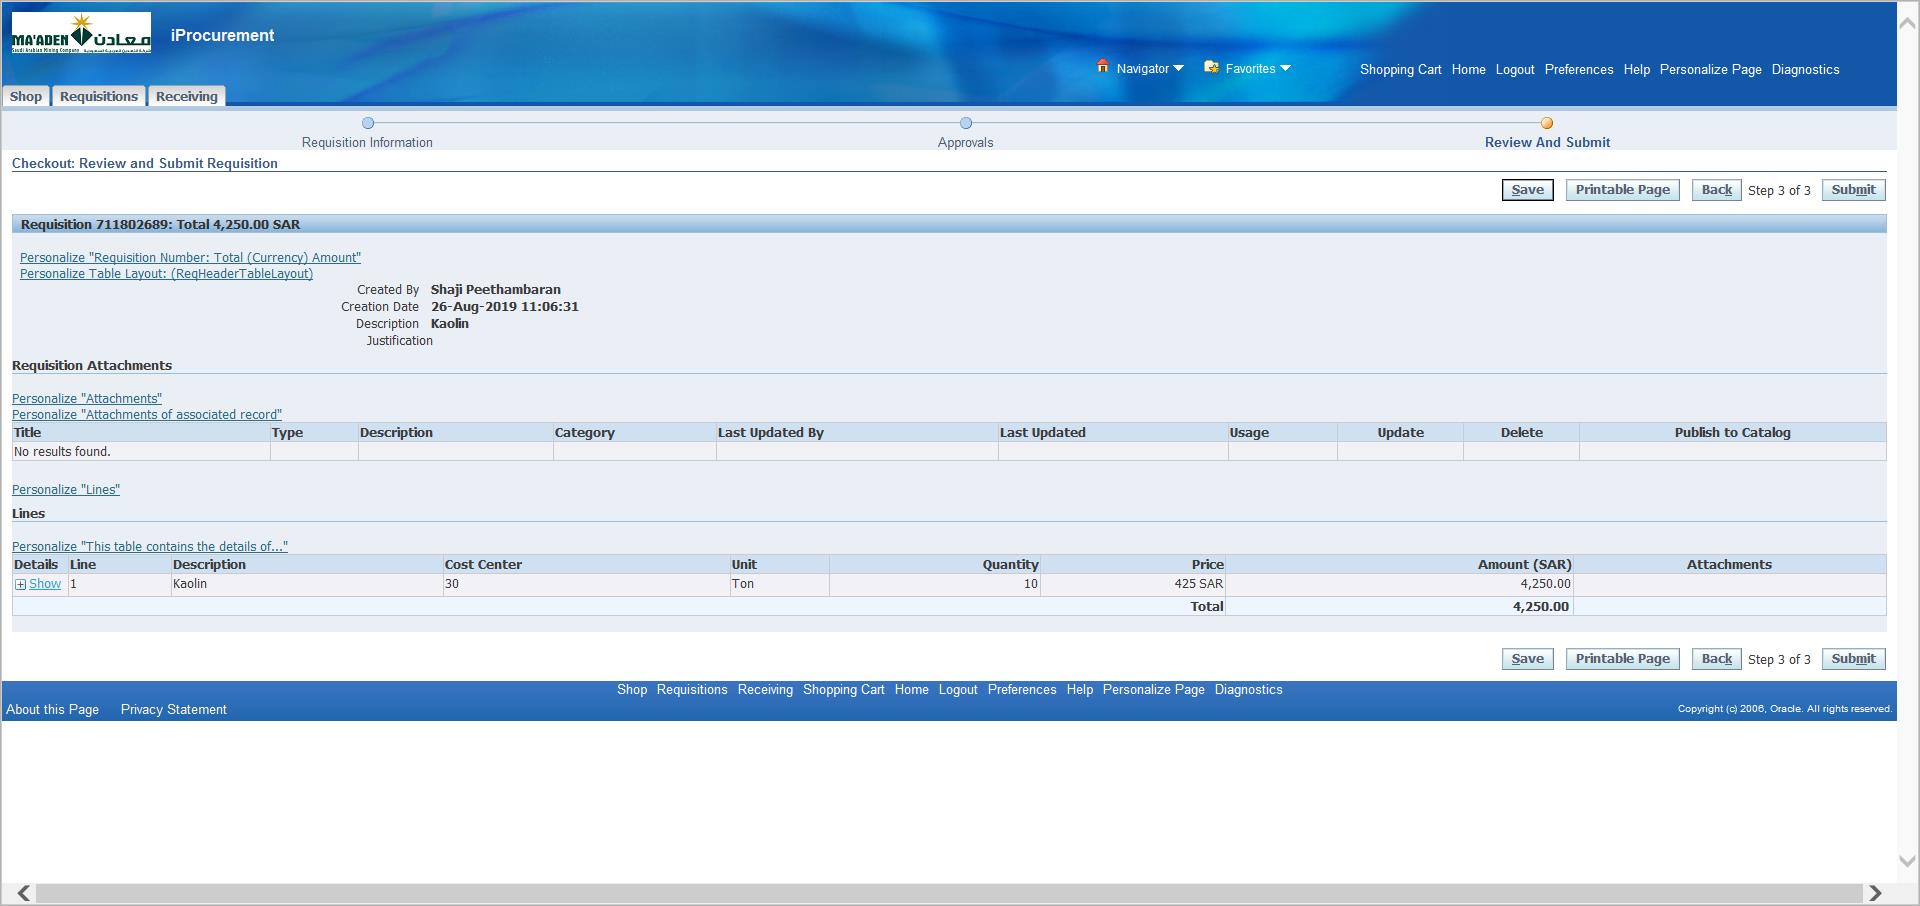 MA'ADEN معادن
Saudi Arabian Mining Company
iProcurement
Navigator Favorites Shopping Cart Home Logout Preferences Help Personalize Page Diagnostics
Shop Requisitions Receiving
Requisition Information Approvals Review And Submit
Checkout: Review and Submit Requisition
Save Printable Page Back Step 3 of 3 Submit
Requisition 711802689: Total 4,250.00 SAR
Personalize "Requisition Number: Total (Currency) Amount"
Personalize Table Layout: (ReqHeaderTableLayout)
Created By Shaji Peethambaran
Creation Date 26-Aug-2019 11:06:31
Description Kaolin
Justification
Requisition Attachments
Personalize "Attachments"
Personalize "Attachments of associated record"
Title Type Description Category Last Updated By Last Updated Usage Update Delete Publish to Catalog
No results found.
Personalize "Lines"
Lines
Personalize "This table contains the details of..."
Details Line Description Cost Center Unit Quantity Price Amount (SAR) Attachments
Show 1 Kaolin 30 Ton 10 425 SAR 4,250.00
Total 4,250.00
Save Printable Page Back Step 3 of 3 Submit
Shop Requisitions Receiving Shopping Cart Home Logout Preferences Help Personalize Page Diagnostics
About this Page Privacy Statement Copyright (c) 2006, Oracle. All rights reserved.